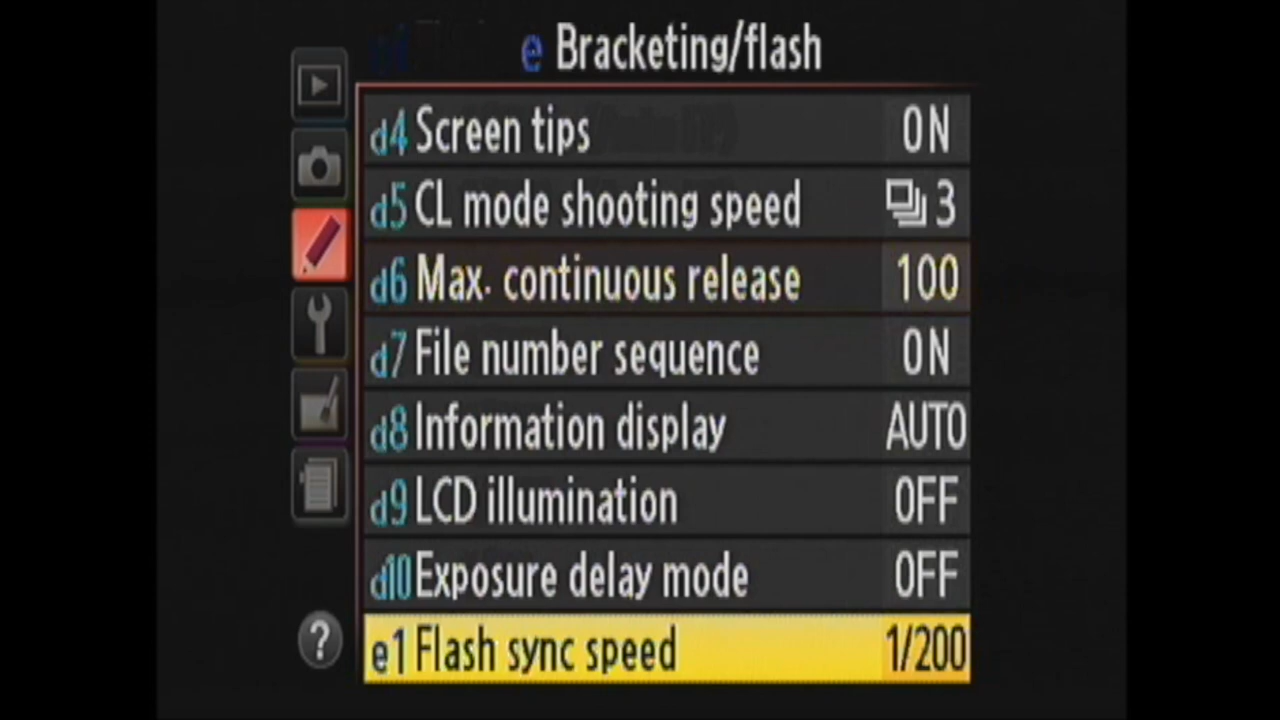 e Bracketing/flash
d4 Screen tips ON
d5 CL mode shooting speed 3
d6 Max. continuous release 100
d7 File number sequence ON
d8 Information display AUTO
d9 LCD illumination OFF
d10 Exposure delay mode OFF
? e1 Flash sync speed 1/200